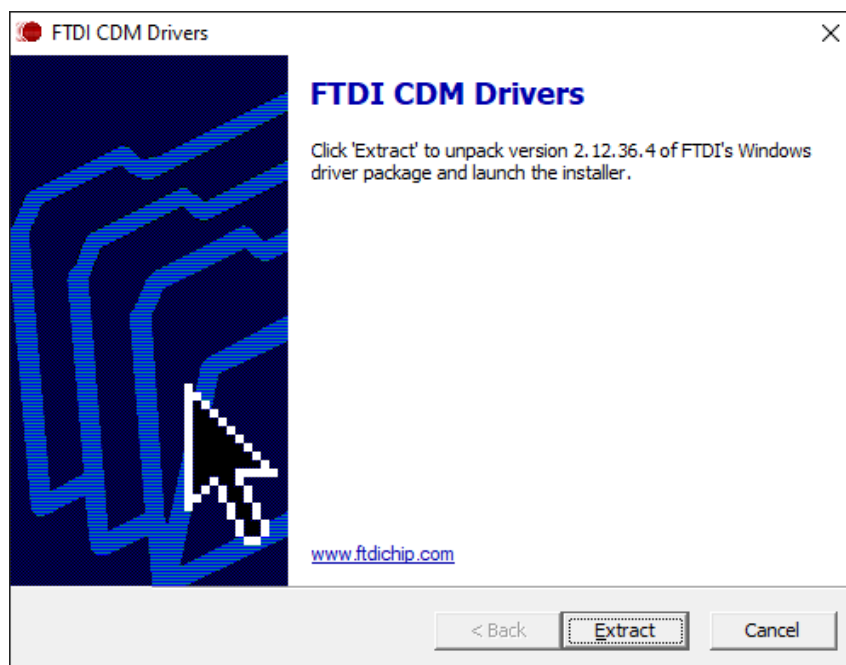 FTDI CDM Drivers
FTDI CDM Drivers
Click 'Extract' to unpack version 2.12.36.4 of FTDI's Windows
driver package and launch the installer.
www.ftdichip.com
< Back
Extract
Cancel